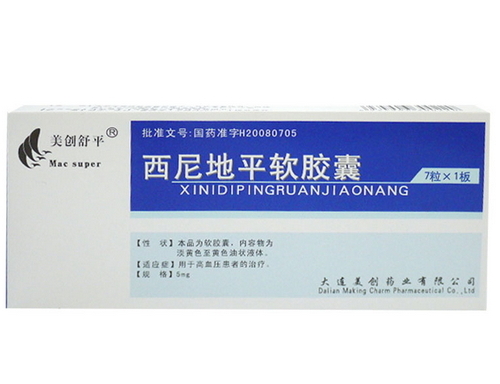 美创舒平®
Mac super
批准文号:国药准字H20080705
西尼地平软胶囊
XINIDIPINGRUANJIAONANG
7粒×1板
【性 状】本品为软胶囊,内容物为
淡黄色至黄色油状液体。
【适应症】用于高血压患者的治疗。
【规 格】5mg
大连美创药业有限公司
Dalian Making Charm Pharmaceutical Co.,Ltd